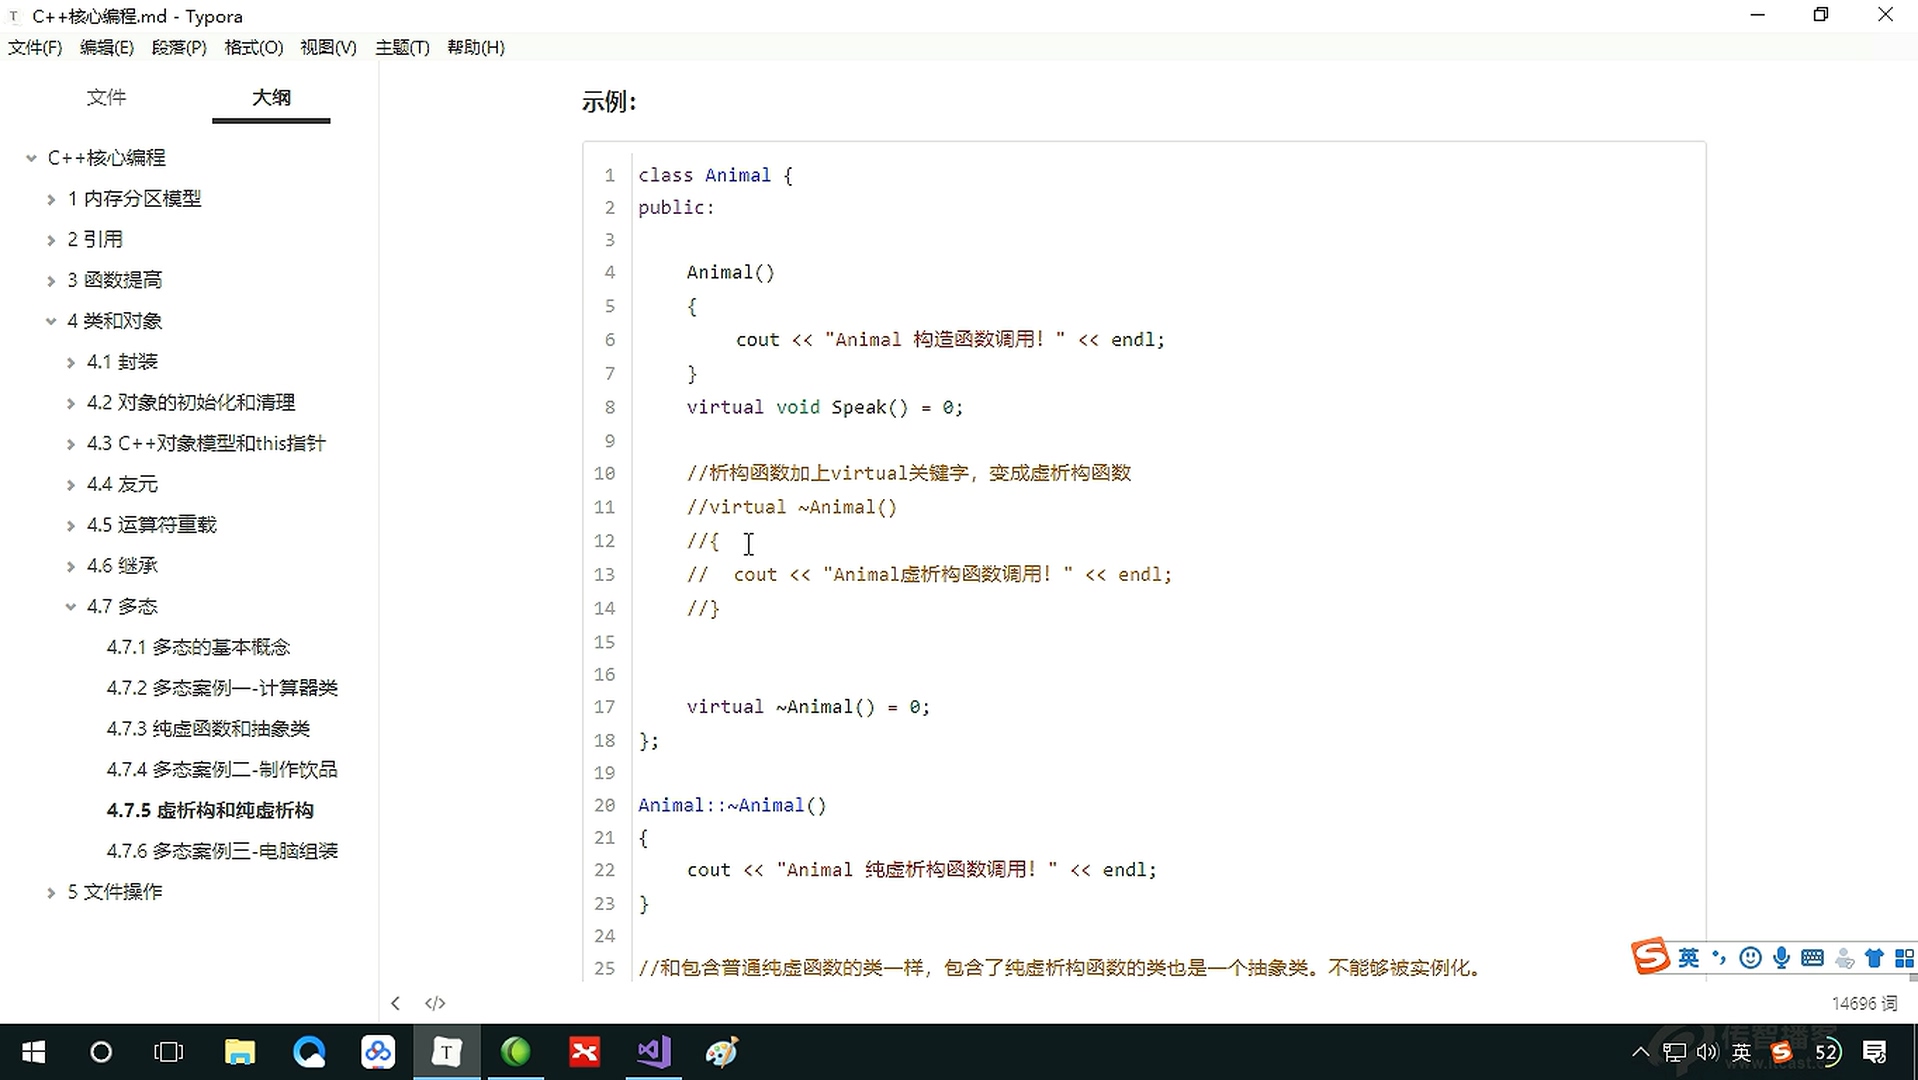 C++核心编程.md - Typora
文件(F) 编辑(E) 段落(P) 格式(O) 视图(V) 主题(T) 帮助(H)
文件 大纲
C++核心编程
1 内存分区模型
2 引用
3 函数提高
4 类和对象
4.1 封装
4.2 对象的初始化和清理
4.3 C++对象模型和this指针
4.4 友元
4.5 运算符重载
4.6 继承
4.7 多态
4.7.1 多态的基本概念
4.7.2 多态案例一-计算器类
4.7.3 纯虚函数和抽象类
4.7.4 多态案例二-制作饮品
4.7.5 虚析构和纯虚析构
4.7.6 多态案例三-电脑组装
5 文件操作
示例：
1 class Animal {
2 public:
3
4 Animal()
5 {
6 cout << "Animal 构造函数调用！" << endl;
7 }
8 virtual void Speak() = 0;
9
10 //析构函数加上virtual关键字，变成虚析构函数
11 //virtual ~Animal()
12 //{
13 // cout << "Animal虚析构函数调用！" << endl;
14 //}
15
16
17 virtual ~Animal() = 0;
18 };
19
20 Animal::~Animal()
21 {
22 cout << "Animal 纯虚析构函数调用！" << endl;
23 }
24
25 //和包含普通纯虚函数的类一样，包含了纯虚析构函数的类也是一个抽象类。不能够被实例化。
英
14696 词
英 52
传智播客